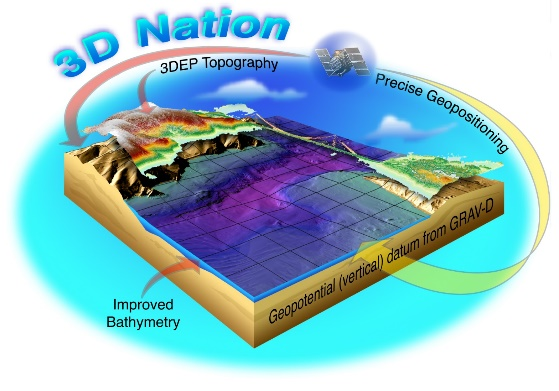 3D Nation
3DEP Topography
Precise Geopositioning
Geopotential (vertical) datum from GRAV-D
Improved
Bathymetry